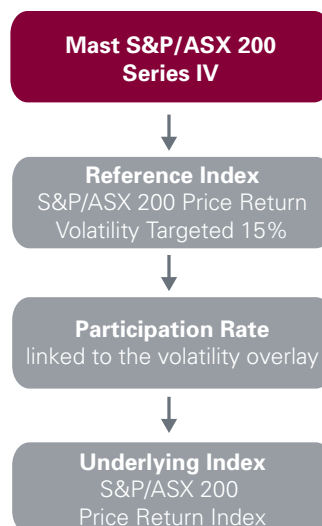 Mast S&P/ASX 200
Series IV
Reference Index
S&P/ASX 200 Price Return
Volatility Targeted 15%
Participation Rate
linked to the volatility overlay
Underlying Index
S&P/ASX 200
Price Return Index